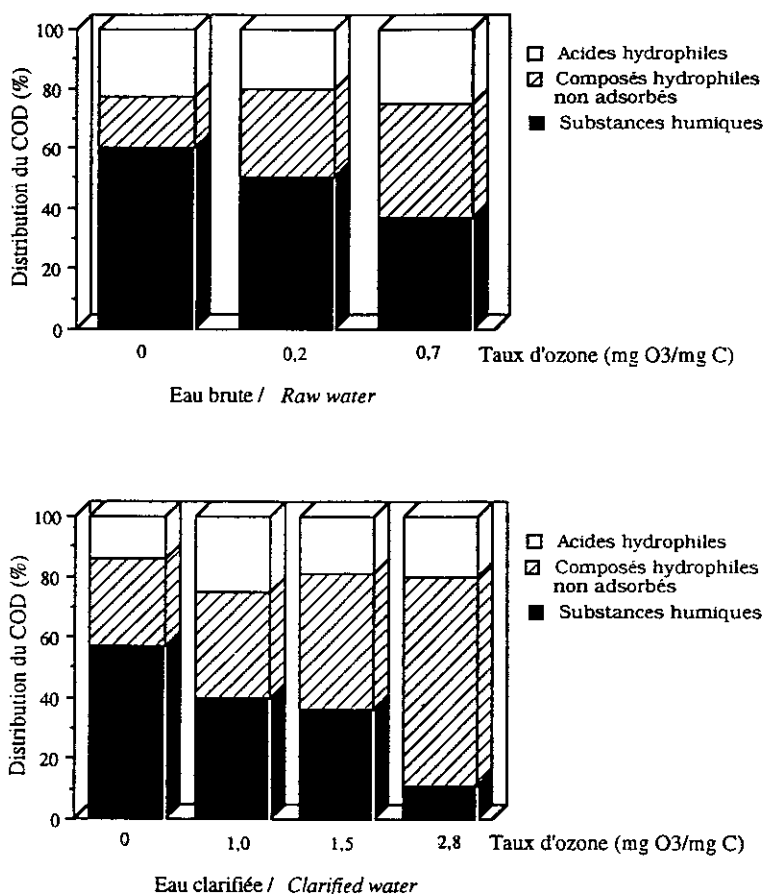 Distribution du COD (%)
100
80
60
40
20
0
0
0,2
0,7
Taux d'ozone (mg O3/mg C)
Eau brute / Raw water
Acides hydrophiles
Composés hydrophiles
non adsorbés
Substances humiques
Distribution du COD (%)
100
80
60
40
20
0
0
1,0
1,5
2,8
Taux d'ozone (mg O3/mg C)
Eau clarifiée / Clarified water
Acides hydrophiles
Composés hydrophiles
non adsorbés
Substances humiques